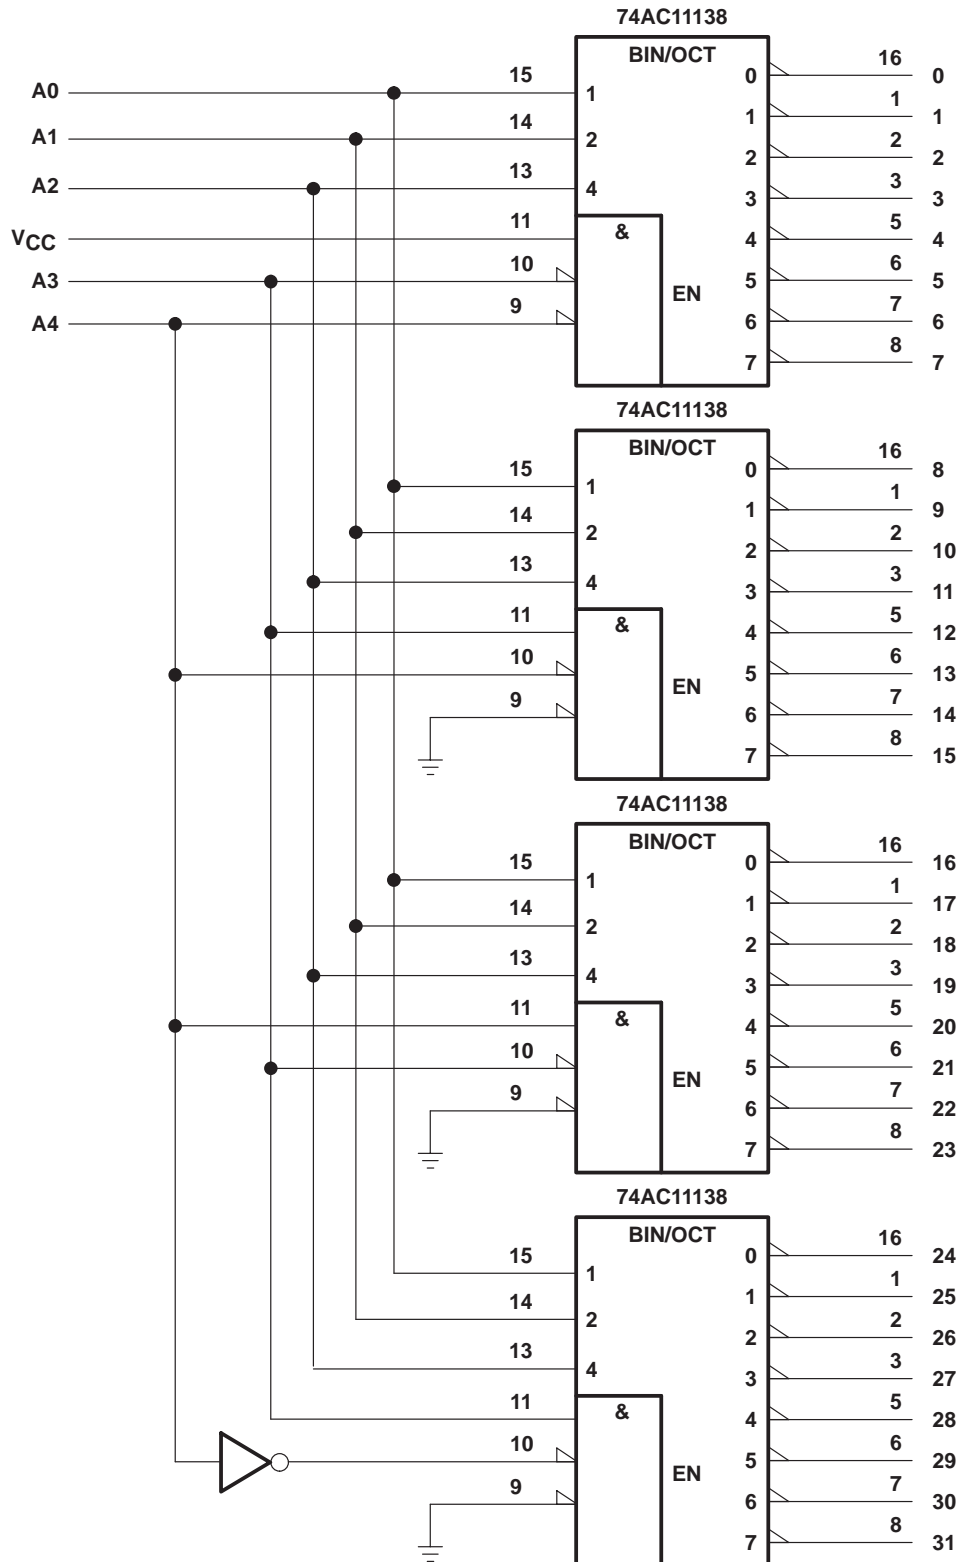 74AC11138
BIN/OCT
A0 15 1 0 16 0
A1 14 2 1 1 1
A2 13 4 2 2 2
3 3 3
VCC 11 & 4 5 4
A3 10 EN 5 6 5
A4 9 6 7 6
7 8 7
74AC11138
BIN/OCT
15 1 0 16 8
14 2 1 1 9
13 4 2 2 10
3 3 11
11 & 4 5 12
10 EN 5 6 13
9 6 7 14
7 8 15
74AC11138
BIN/OCT
15 1 0 16 16
14 2 1 1 17
13 4 2 2 18
3 3 19
11 & 4 5 20
10 EN 5 6 21
9 6 7 22
7 8 23
74AC11138
BIN/OCT
15 1 0 16 24
14 2 1 1 25
13 4 2 2 26
3 3 27
11 & 4 5 28
10 EN 5 6 29
9 6 7 30
7 8 31